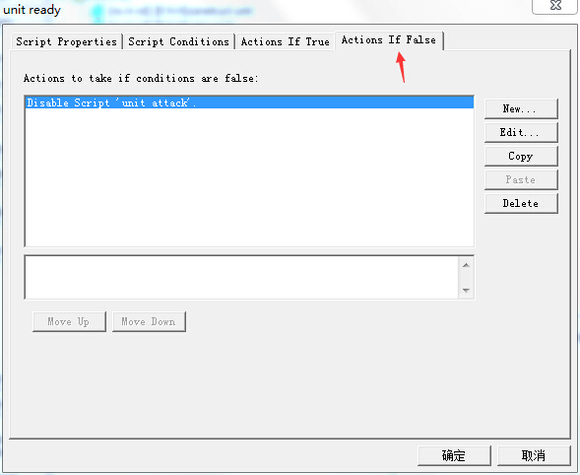 unit ready
Script Properties
Script Conditions
Actions If True
Actions If False
Actions to take if conditions are false:
Disable Script 'unit attack'.
New...
Edit...
Copy
Paste
Delete
Move Up
Move Down
确定
取消